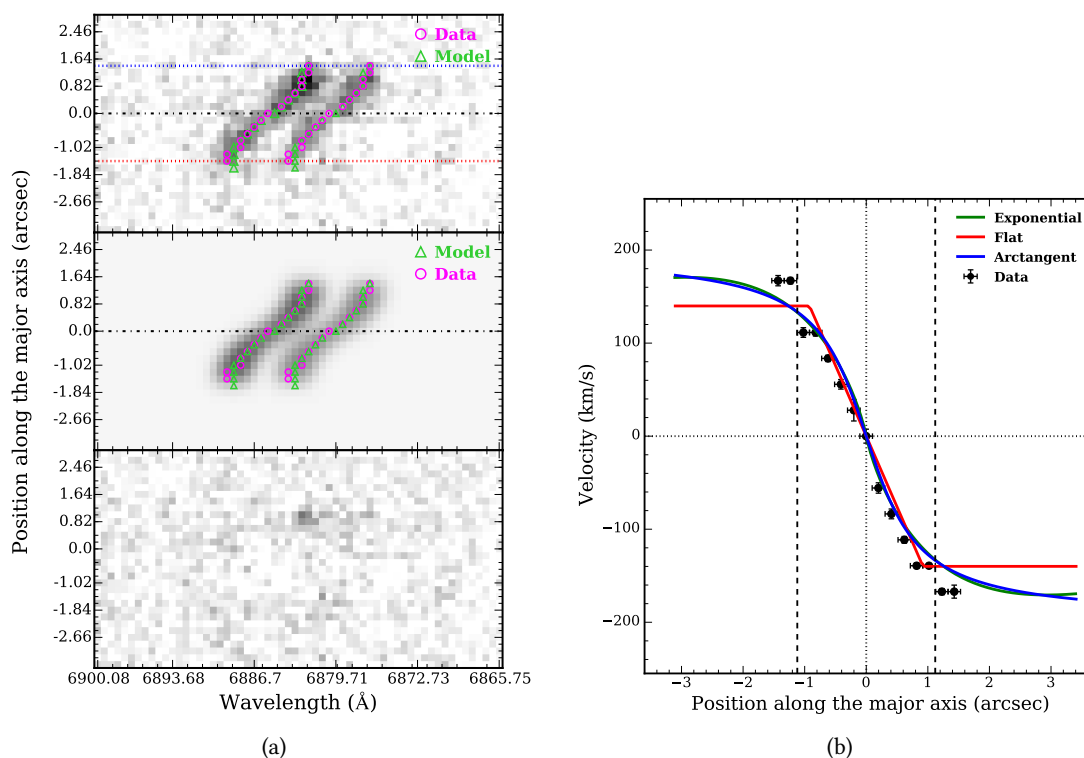 2.46
1.64
0.82
0.0
-1.02
-1.84
-2.66
Data
Model
2.46
1.64
0.82
0.0
-1.02
-1.84
-2.66
Model
Data
2.46
1.64
0.82
0.0
-1.02
-1.84
-2.66
Position along the major axis (arcsec)
6900.08 6893.68 6886.7 6879.71 6872.73 6865.75
Wavelength (Å)
(a)
200
100
0
−100
−200
Velocity (km/s)
Exponential
Flat
Arctangent
Data
−3 −2 −1 0 1 2 3
Position along the major axis (arcsec)
(b)